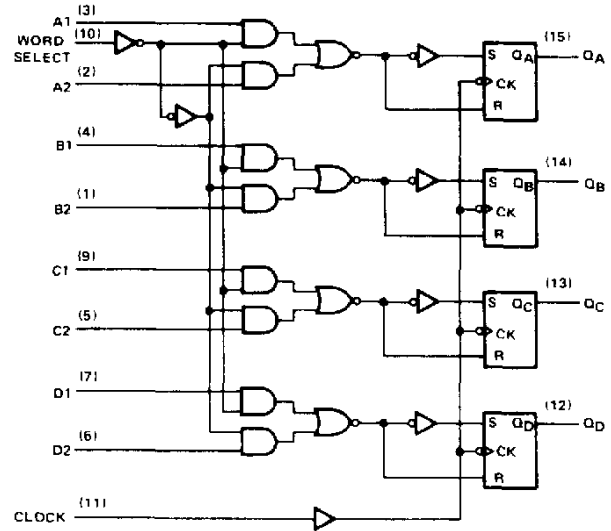 A1 (3)
WORD SELECT (10)
A2 (2)
B1 (4)
B2 (1)
C1 (9)
C2 (5)
D1 (7)
D2 (6)
CLOCK (11)
S QA (15) QA
CK
R
S QB (14) QB
CK
R
S QC (13) QC
CK
R
S QD (12) QD
CK
R